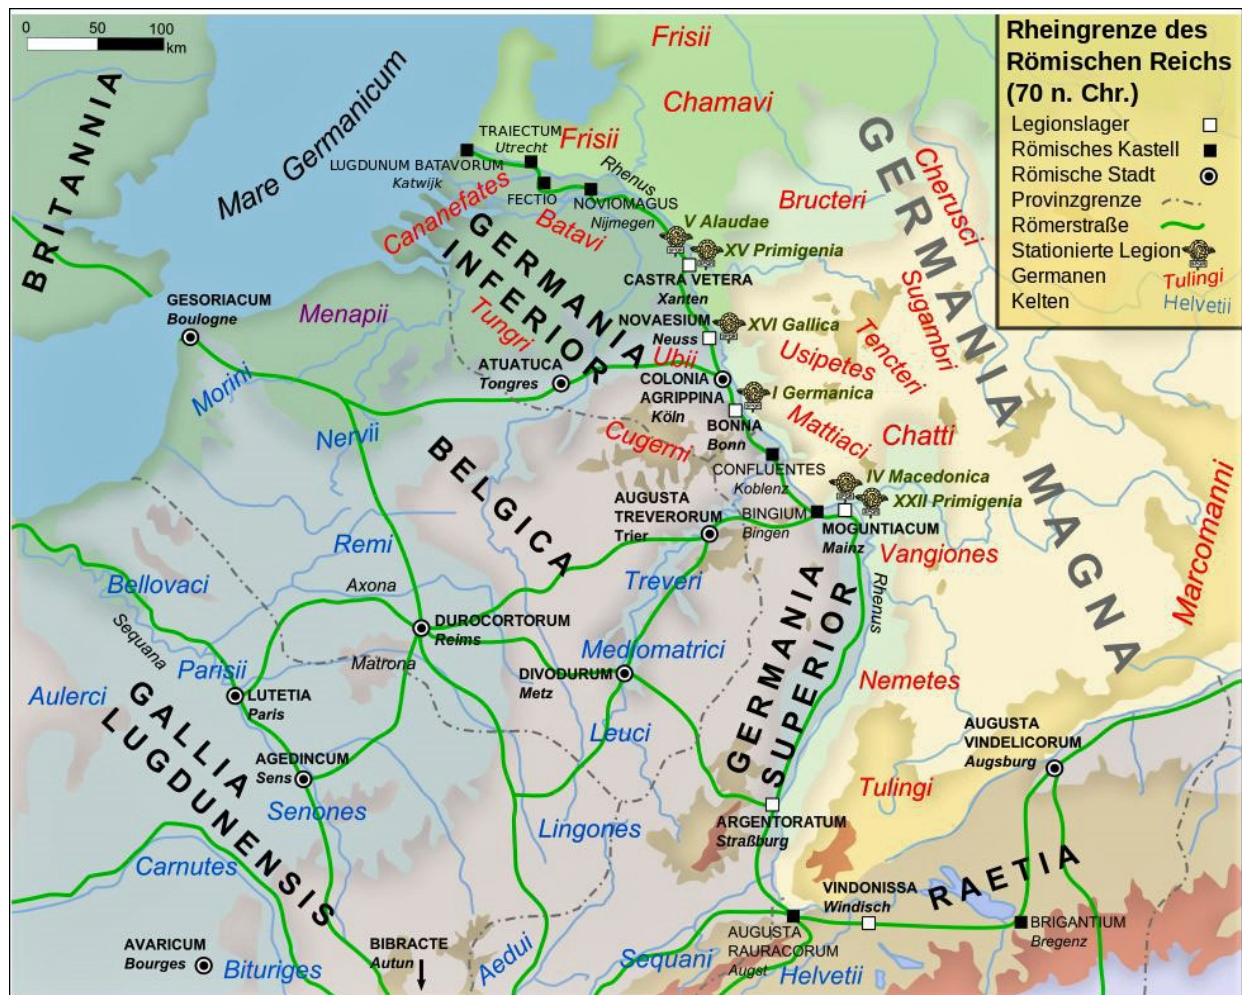 0 50 100
km
Rheingrenze des
Römischen Reichs
(70 n. Chr.)
Legionslager
Römisches Kastell
Römische Stadt
Provinzgrenze
Römerstraße
Stationierte Legion
Germanen Tulingi
Kelten Helvetii
BRITANNIA
Mare Germanicum
Frisii
Chamavi
Frisii
TRAIECTUM
Utrecht
LUGDUNUM BATAVORUM
Katwijk
FECTIO
Rhenus
NOVIOMAGUS
Nijmegen
Cananefates
Batavi
Bructeri
Cherusci
GERMANIA MAGNA
V Alaudae
XV Primigenia
CASTRA VETERA
Xanten
GERMANIA
INFERIOR
Sugambri
GESORIACUM
Boulogne
Menapii
Tungri
NOVAESIUM
Neuss
XVI Gallica
Usipetes
Tencteri
Morini
ATUATUCA
Tongres
Ubii
COLONIA
AGRIPPINA
Köln
I Germanica
BONNA
Bonn
Mattiaci
Chatti
Nervii
Cugerni
BELGICA
CONFLUENTES
Koblenz
IV Macedonica
XXII Primigenia
AUGUSTA
TREVERORUM
Trier
BINGIUM
Bingen
MOGUNTIACUM
Mainz
Vangiones
Marcomanni
Remi
Bellovaci
Axona
Treveri
Rhenus
Sequana
DUROCORTORUM
Reims
Matrona
Mediomatrici
GERMANIA
SUPERIOR
Parisii
DIVODURUM
Metz
Nemetes
Aulerci
LUTETIA
Paris
GALLIA
LUGDUNENSIS
Leuci
AUGUSTA
VINDELICORUM
Augsburg
AGEDINCUM
Sens
Senones
Tulingi
Lingones
ARGENTORATUM
Straßburg
Carnutes
VINDONISSA
Windisch
RAETIA
AVARICUM
Bourges
Bituriges
BIBRACTE
Autun
Aedui
Sequani
AUGUSTA
RAURACORUM
Augst
Helvetii
BRIGANTIUM
Bregenz